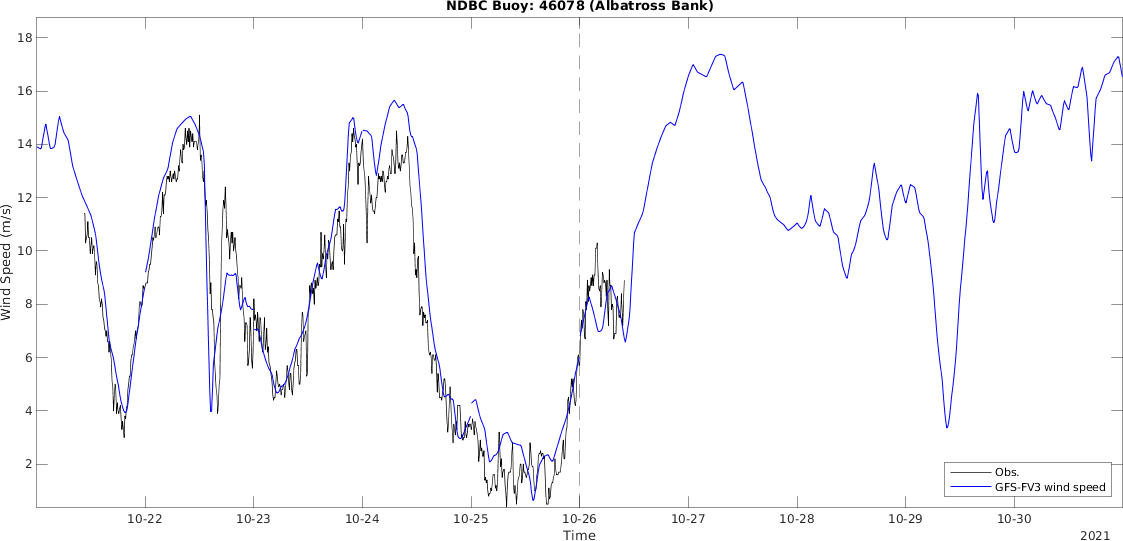 NDBC Buoy: 46078 (Albatross Bank)
18
16
14
12
10
8
6
4
2
Wind Speed (m/s)
Obs.
GFS-FV3 wind speed
10-22 10-23 10-24 10-25 10-26 10-27 10-28 10-29 10-30
Time
2021